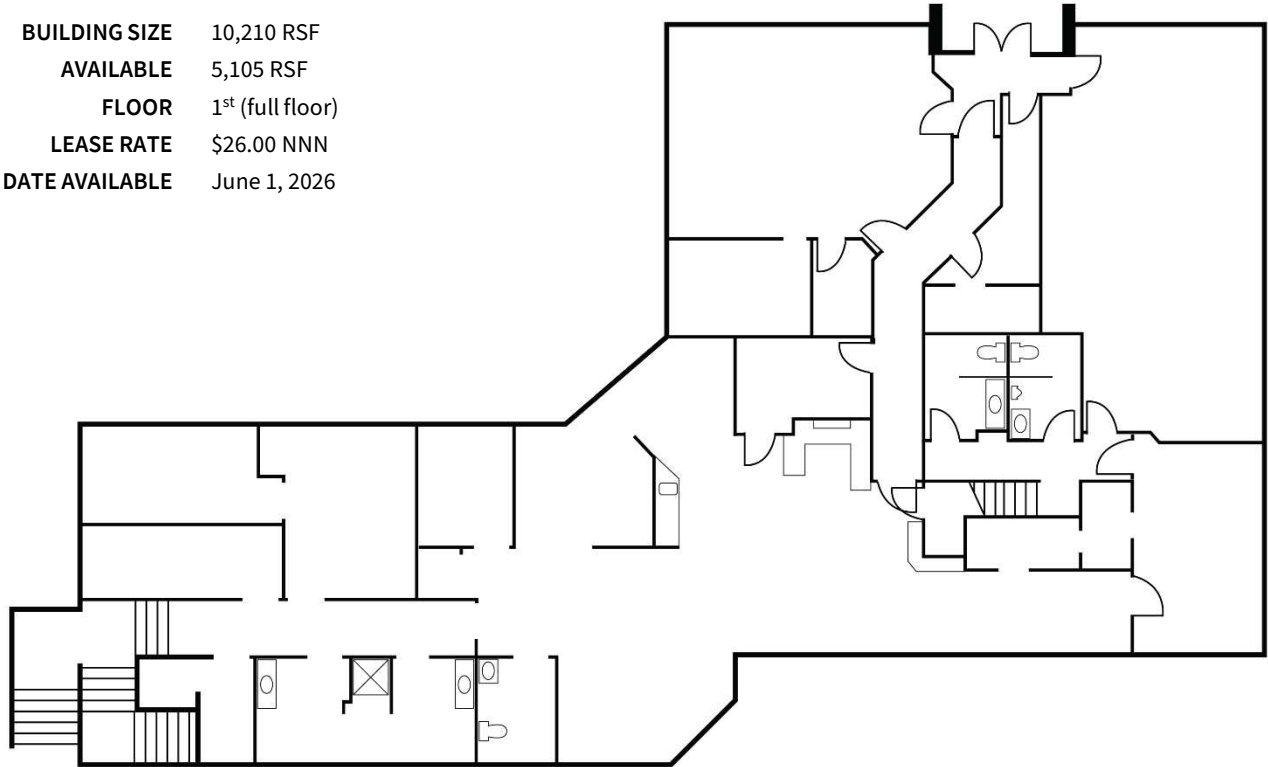 BUILDING SIZE 10,210 RSF
AVAILABLE 5,105 RSF
FLOOR 1st (full floor)
LEASE RATE $26.00 NNN
DATE AVAILABLE June 1, 2026